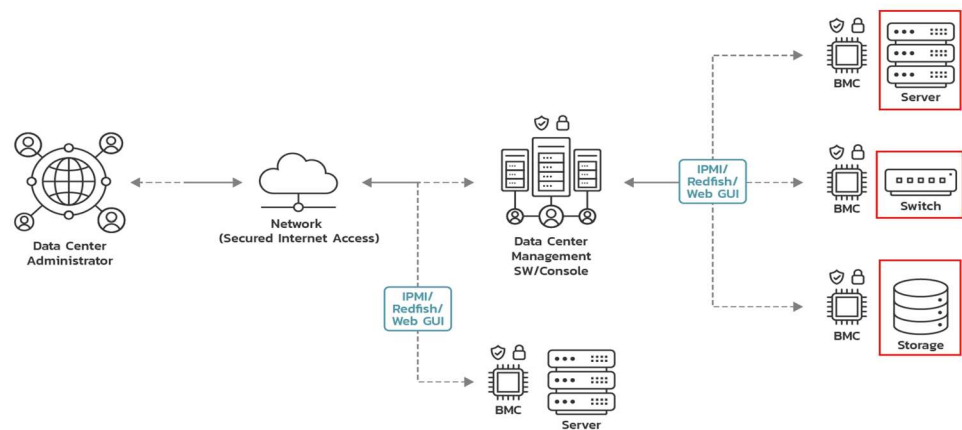 Data Center
Administrator
Network
(Secured Internet Access)
IPMI/
Redfish/
Web GUI
BMC
Server
Data Center
Management
SW/Console
IPMI/
Redfish/
Web GUI
BMC
Server
BMC
Switch
BMC
Storage